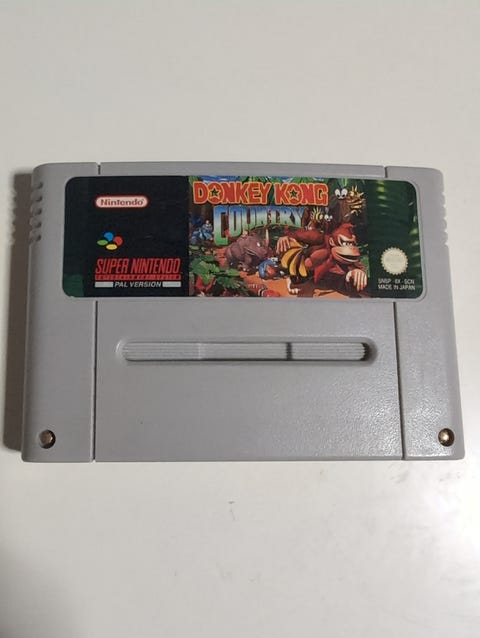 Nintendo
DONKEY KONG
COUNTRY
SUPER NINTENDO
ENTERTAINMENT SYSTEM
PAL VERSION
SNSP - 8X - SCN
MADE IN JAPAN